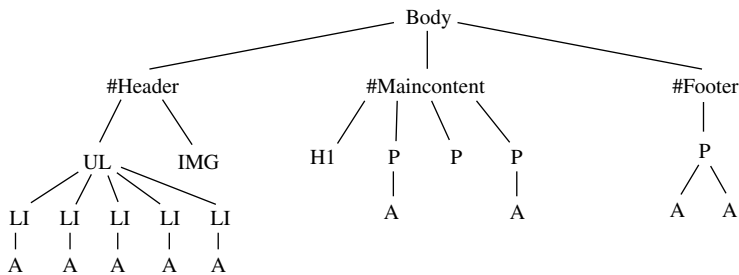 Body
#Header #Maincontent #Footer
UL IMG H1 P P P P
LI LI LI LI LI A A A A
A A A A A